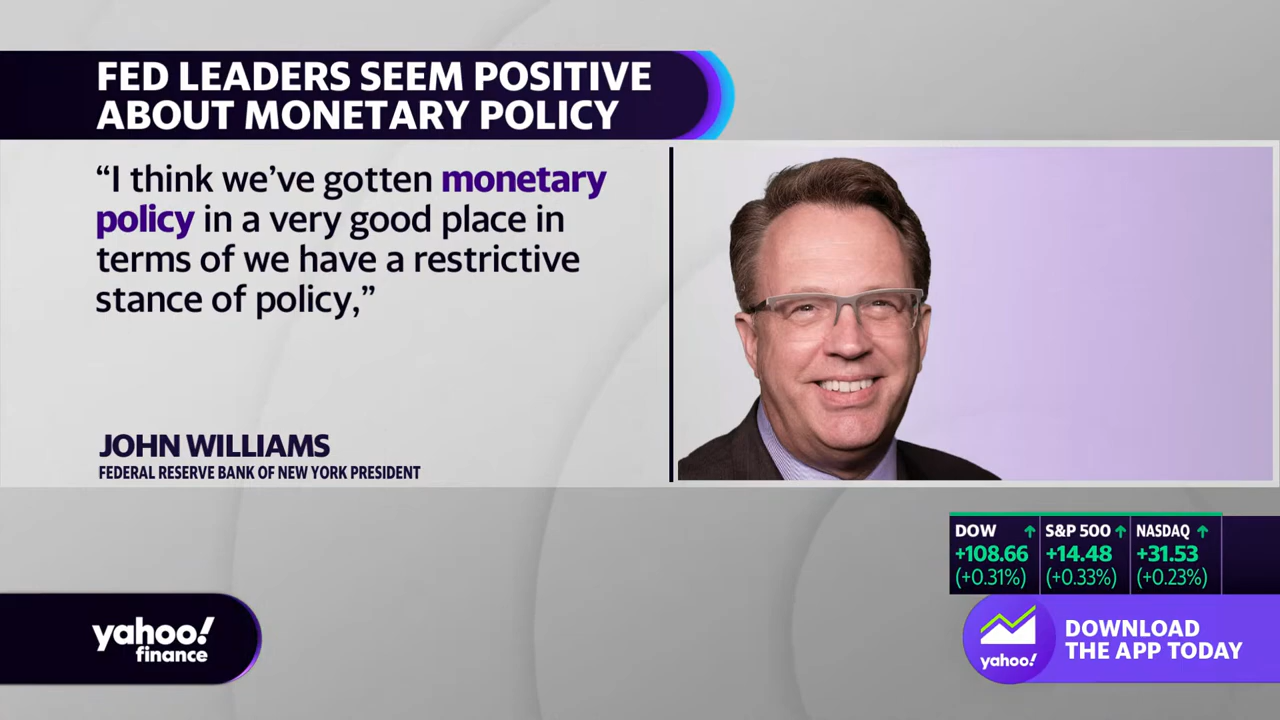 FED LEADERS SEEM POSITIVE
ABOUT MONETARY POLICY
“I think we’ve gotten monetary
policy in a very good place in
terms of we have a restrictive
stance of policy,”
JOHN WILLIAMS
FEDERAL RESERVE BANK OF NEW YORK PRESIDENT
DOW S&P 500 NASDAQ
+108.66 +14.48 +31.53
(+0.31%) (+0.33%) (+0.23%)
yahoo!
finance
DOWNLOAD
THE APP TODAY
yahoo!